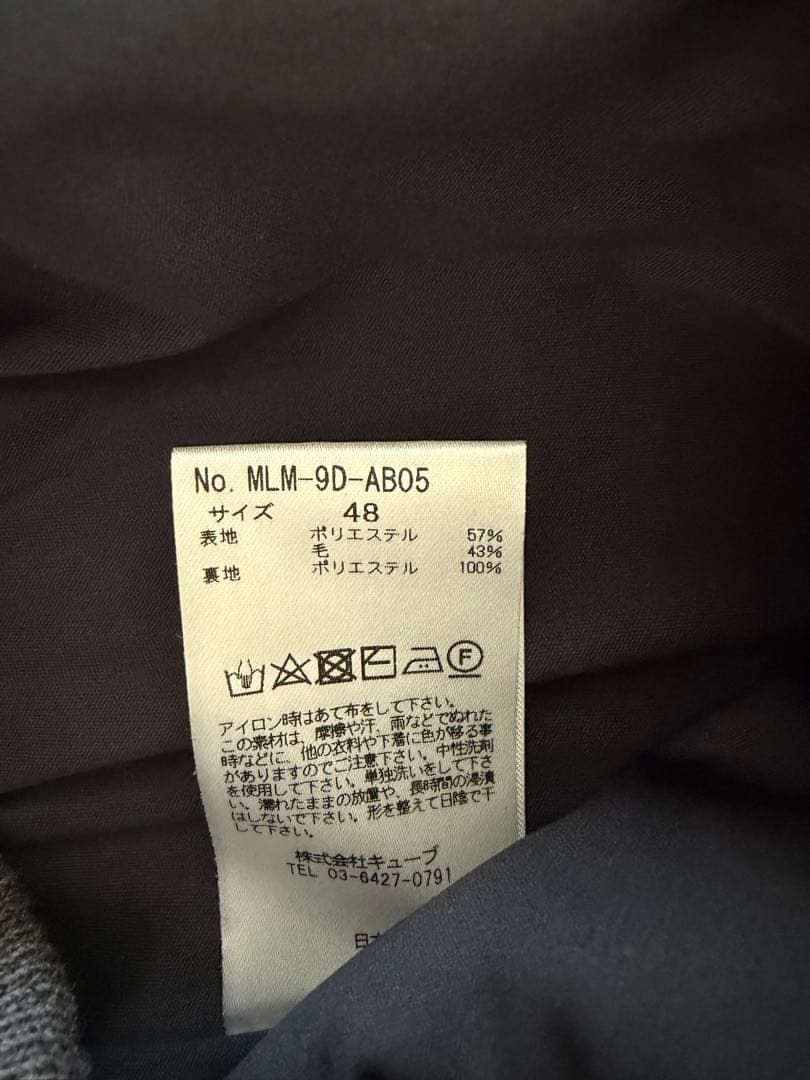 No. MLM-9D-AB05
サイズ 48
表地 ポリエステル 57%
毛 43%
裏地 ポリエステル 100%
F
アイロン時はあて布をして下さい。
この素材は、摩擦や汗、雨などでぬれた
時などに、他の衣料や下着に色が移る事
がありますのでご注意下さい。中性洗剤
を使用して下さい。単独洗いをして下さ
い。濡れたままの放置や、長時間の浸漬
はしないで下さい。形を整えて日陰で干
して下さい。
株式会社キューブ
TEL 03-6427-0791
日